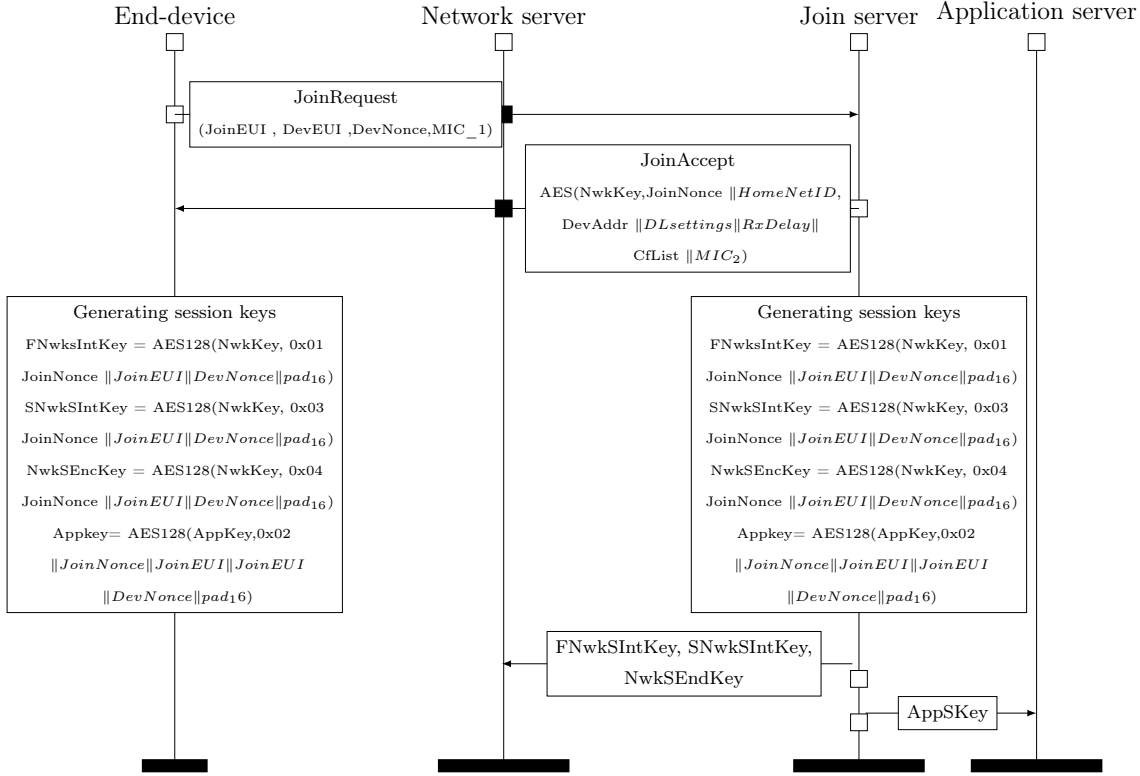 End-device
Network server
Join server
Application server
JoinRequest
(JoinEUI , DevEUI ,DevNonce,MIC_1)
JoinAccept
AES(NwkKey,JoinNonce ∥HomeNetID,
DevAddr ∥DLsettings∥RxDelay∥
CfList ∥MIC₂)
Generating session keys
FNwksIntKey = AES128(NwkKey, 0x01
JoinNonce ∥JoinEUI∥DevNonce∥pad₁₆)
SNwkSIntKey = AES128(NwkKey, 0x03
JoinNonce ∥JoinEUI∥DevNonce∥pad₁₆)
NwkSEncKey = AES128(NwkKey, 0x04
JoinNonce ∥JoinEUI∥DevNonce∥pad₁₆)
Appkey= AES128(AppKey,0x02
∥JoinNonce∥JoinEUI∥JoinEUI
∥DevNonce∥pad₁6)
Generating session keys
FNwksIntKey = AES128(NwkKey, 0x01
JoinNonce ∥JoinEUI∥DevNonce∥pad₁₆)
SNwkSIntKey = AES128(NwkKey, 0x03
JoinNonce ∥JoinEUI∥DevNonce∥pad₁₆)
NwkSEncKey = AES128(NwkKey, 0x04
JoinNonce ∥JoinEUI∥DevNonce∥pad₁₆)
Appkey= AES128(AppKey,0x02
∥JoinNonce∥JoinEUI∥JoinEUI
∥DevNonce∥pad₁6)
FNwkSIntKey, SNwkSIntKey,
NwkSEndKey
AppSKey